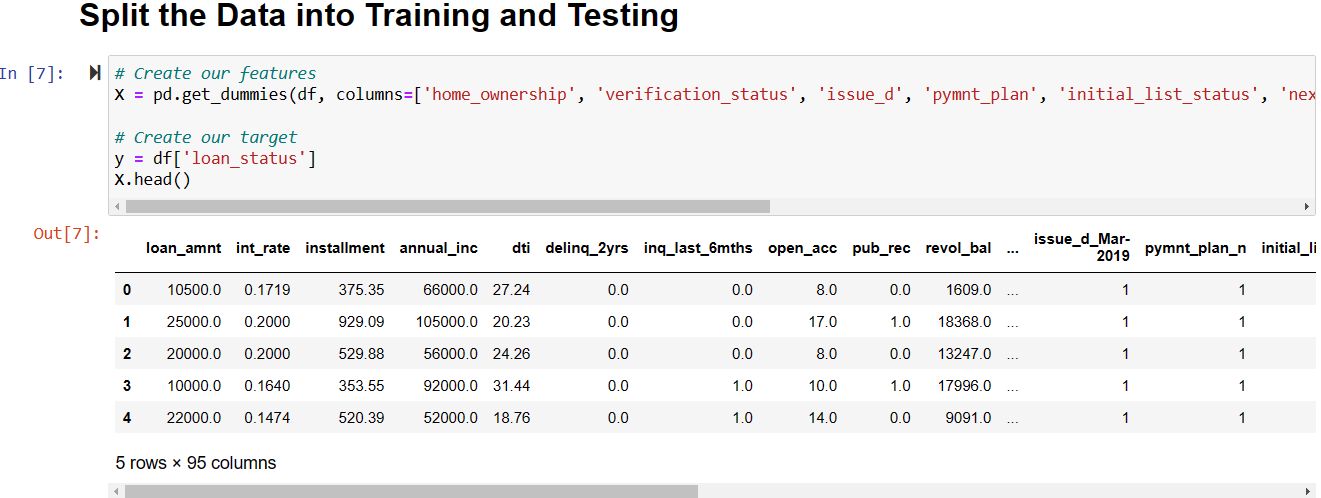 Split the Data into Training and Testing
In [7]:
# Create our features
X = pd.get_dummies(df, columns=['home_ownership', 'verification_status', 'issue_d', 'pymnt_plan', 'initial_list_status', 'nex
# Create our target
y = df['loan_status']
X.head()
Out[7]:
loan_amnt int_rate installment annual_inc dti delinq_2yrs inq_last_6mths open_acc pub_rec revol_bal ... issue_d_Mar-2019 pymnt_plan_n initial_li
0 10500.0 0.1719 375.35 66000.0 27.24 0.0 0.0 8.0 0.0 1609.0 ... 1 1
1 25000.0 0.2000 929.09 105000.0 20.23 0.0 0.0 17.0 1.0 18368.0 ... 1 1
2 20000.0 0.2000 529.88 56000.0 24.26 0.0 0.0 8.0 0.0 13247.0 ... 1 1
3 10000.0 0.1640 353.55 92000.0 31.44 0.0 1.0 10.0 1.0 17996.0 ... 1 1
4 22000.0 0.1474 520.39 52000.0 18.76 0.0 1.0 14.0 0.0 9091.0 ... 1 1
5 rows × 95 columns